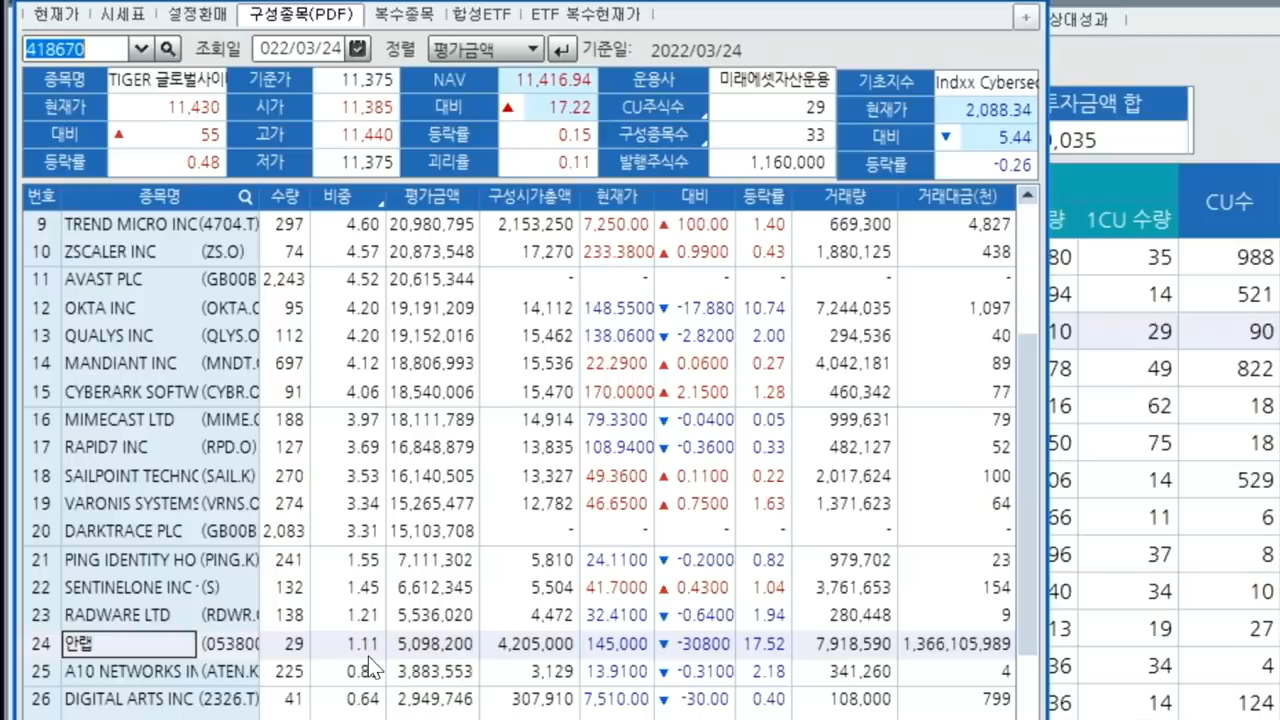 현재가 | 시세표 | 설정환매 | 구성종목(PDF) | 복수종목 | 합성ETF | ETF 복수현재가 | +
상대성과
418670 조회일 022/03/24 정렬 평가금액 기준일: 2022/03/24
종목명 TIGER 글로벌사이 기준가 11,375 NAV 11,416.94 운용사 미래에셋자산운용 기초지수 Indxx Cyberse
투자금액 합
현재가 11,430 시가 11,385 대비 ▲ 17.22 CU주식수 29 현재가 2,088.34
대비 ▲ 55 고가 11,440 등락률 0.15 구성종목수 33 대비 ▼ 5.44
,035
등락률 0.48 저가 11,375 괴리율 0.11 발행주식수 1,160,000 등락률 -0.26
번호 종목명 수량 비중 평가금액 구성시가총액 현재가 대비 등락률 거래량 거래대금(천)
량 1CU 수량 CU수
9 TREND MICRO INC (4704.T) 297 4.60 20,980,795 2,153,250 7,250.00 ▲ 100.00 1.40 669,300 4,827
10 ZSCALER INC (ZS.O) 74 4.57 20,873,548 17,270 233.3800 ▲ 0.9900 0.43 1,880,125 438
80 35 988
11 AVAST PLC (GB00B 2,243 4.52 20,615,344 - - - - - -
94 14 521
12 OKTA INC (OKTA.O 95 4.20 19,191,209 14,112 148.5500 ▼ -17.880 10.74 7,244,035 1,097
13 QUALYS INC (QLYS.O 112 4.20 19,152,016 15,462 138.0600 ▼ -2.8200 2.00 294,536 40
10 29 90
14 MANDIANT INC (MNDT. 697 4.12 18,806,993 15,536 22.2900 ▲ 0.0600 0.27 4,042,181 89
78 49 822
15 CYBERARK SOFTW (CYBR.O 91 4.06 18,540,006 15,470 170.0000 ▲ 2.1500 1.28 460,342 77
16 62 18
16 MIMECAST LTD (MIME. 188 3.97 18,111,789 14,914 79.3300 ▼ -0.0400 0.05 999,631 79
17 RAPID7 INC (RPD.O) 127 3.69 16,848,879 13,835 108.9400 ▼ -0.3600 0.33 482,127 52
50 75 18
18 SAILPOINT TECHNO (SAIL.K) 270 3.53 16,140,505 13,327 49.3600 ▲ 0.1100 0.22 2,017,624 100
06 14 529
19 VARONIS SYSTEMS (VRNS.O 274 3.34 15,265,477 12,782 46.6500 ▲ 0.7500 1.63 1,371,623 64
66 11 6
20 DARKTRACE PLC (GB00B 2,083 3.31 15,103,708 - - - - - -
21 PING IDENTITY HO (PING.K) 241 1.55 7,111,302 5,810 24.1100 ▼ -0.2000 0.82 979,702 23
96 37 8
22 SENTINELONE INC - (S) 132 1.45 6,612,345 5,504 41.7000 ▲ 0.4300 1.04 3,761,653 154
40 34 10
23 RADWARE LTD (RDWR. 138 1.21 5,536,020 4,472 32.4100 ▼ -0.6400 1.94 280,448 9
13 19 27
24 안랩 (053800 29 1.11 5,098,200 4,205,000 145,000 ▼ -30800 17.52 7,918,590 1,366,105,989
25 A10 NETWORKS IN (ATEN.K 225 3,883,553 3,129 13.9100 ▼ -0.3100 2.18 341,260 4
36 34 4
26 DIGITAL ARTS INC (2326.T) 41 0.64 2,949,746 307,910 7,510.00 ▼ -30.00 0.40 108,000 799
36 14 124